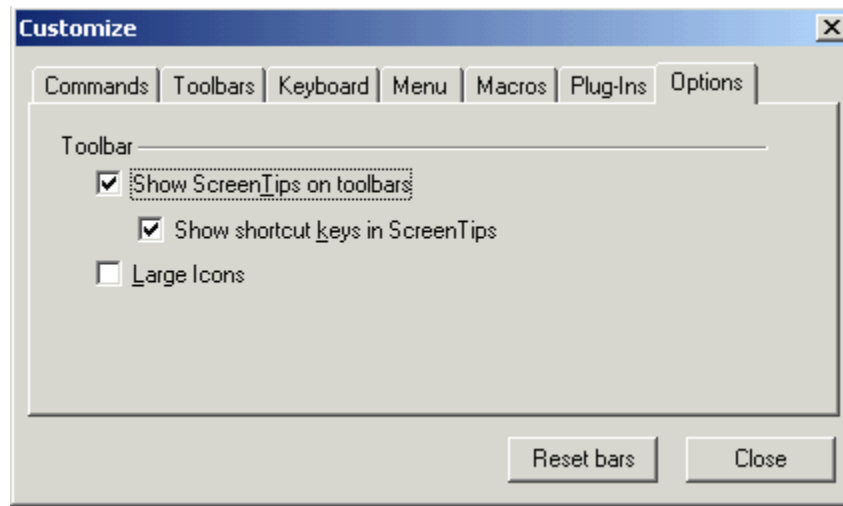 Customize
Commands Toolbars Keyboard Menu Macros Plug-Ins Options
Toolbar
Show ScreenTips on toolbars
Show shortcut keys in ScreenTips
Large Icons
Reset bars Close